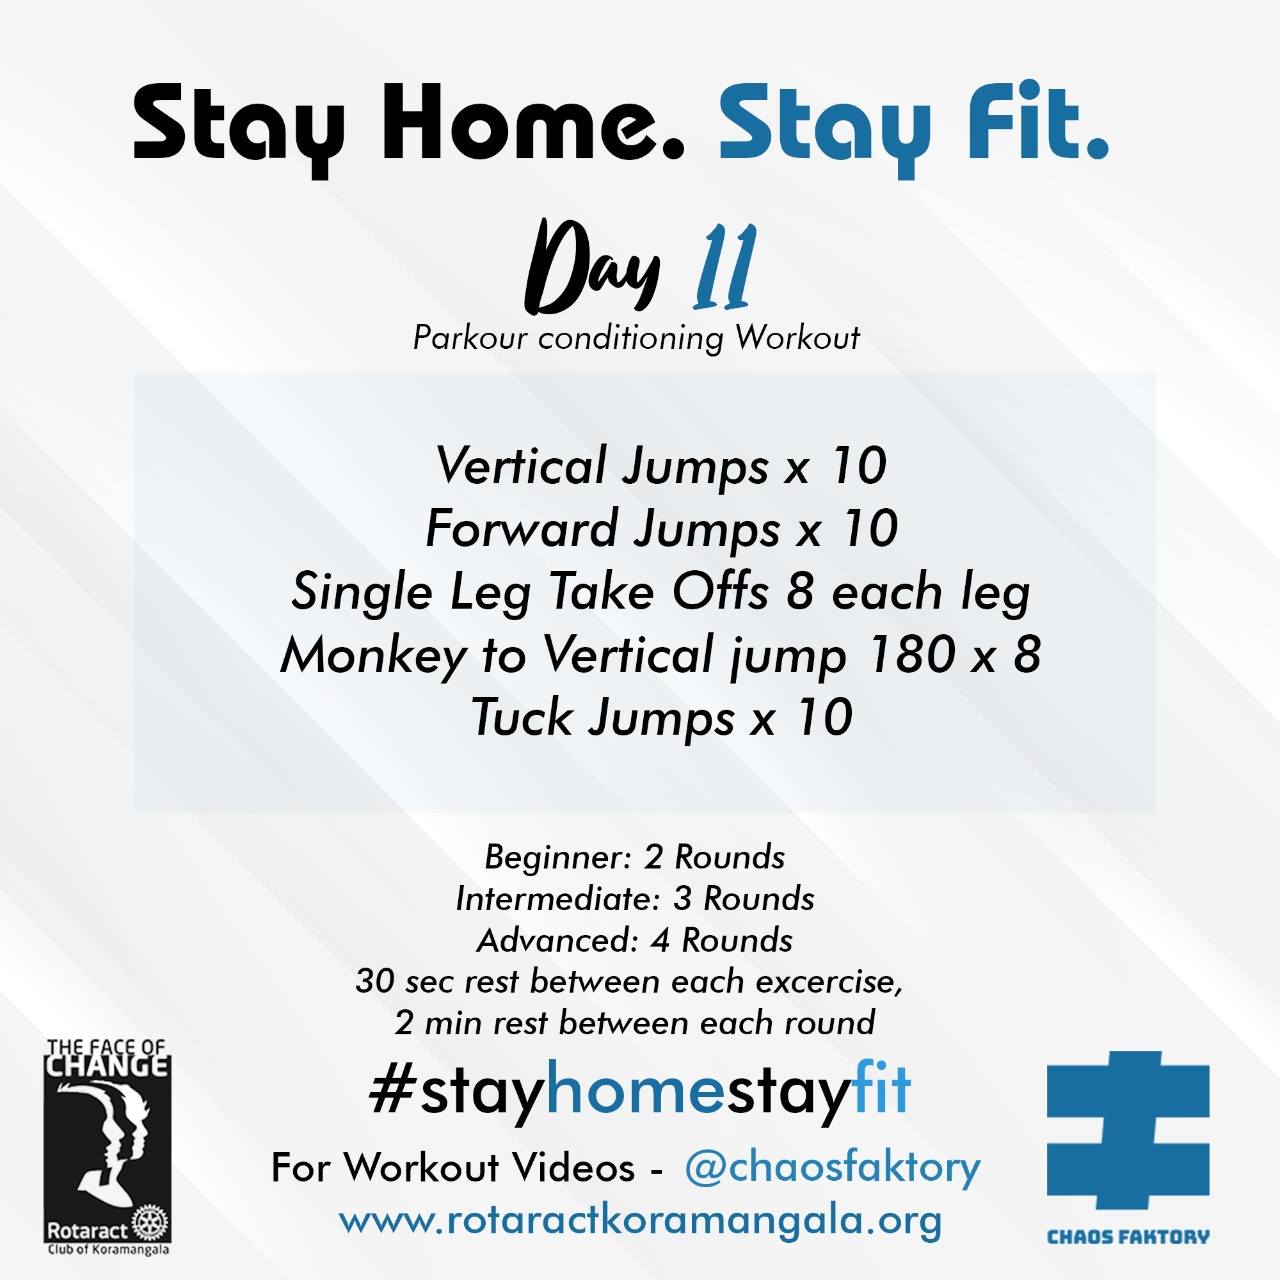 Stay Home. Stay Fit.
Day 11
Parkour conditioning Workout
Vertical Jumps x 10
Forward Jumps x 10
Single Leg Take Offs 8 each leg
Monkey to Vertical jump 180 x 8
Tuck Jumps x 10
Beginner: 2 Rounds
Intermediate: 3 Rounds
Advanced: 4 Rounds
30 sec rest between each excercise,
2 min rest between each round
#stayhomestayfit
For Workout Videos - @chaosfaktory
www.rotaractkoramangala.org
THE FACE OF
CHANGE
Rotaract
Club of Koramangala
CHAOS FAKTORY